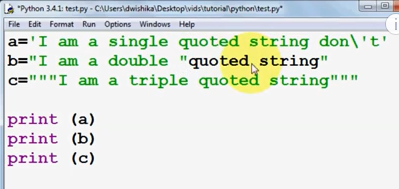 *Python 3.4.1: test.py - C:\Users\dwishika\Desktop\vids\tutorial\python\test.py*
File Edit Format Run Options Windows Help
a='I am a single quoted string don\'t'
b="I am a double "quoted string"
c="""I am a triple quoted string"""
print (a)
print (b)
print (c)